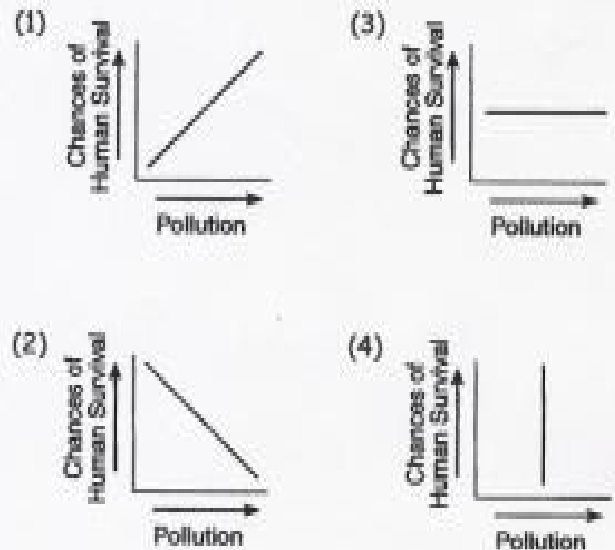 (1)
Chances of
Human Survival
Pollution
(3)
Chances of
Human Survival
Pollution
(2)
Chances of
Human Survival
Pollution
(4)
Chances of
Human Survival
Pollution